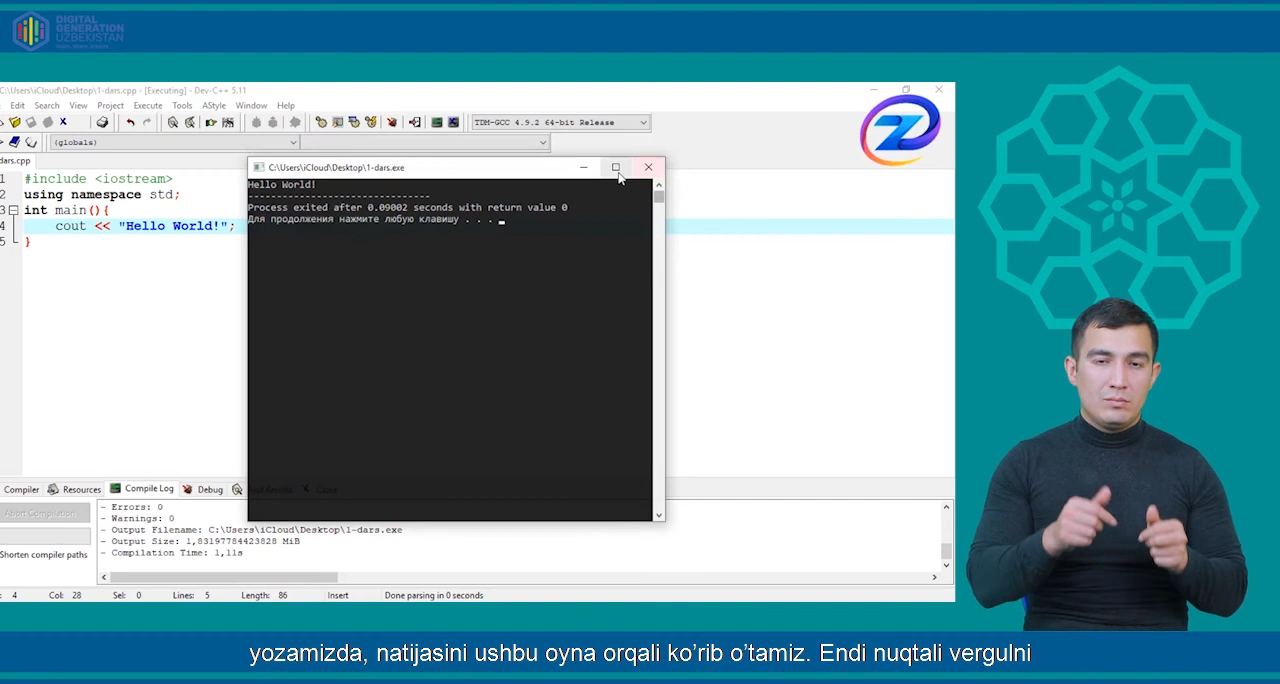 DIGITAL
GENERATION
UZBEKISTAN
C:\Users\iCloud\Desktop\1-dars.cpp - [Executing] - Dev-C++ 5.11
Edit Search View Project Execute Tools AStyle Window Help
TDM-GCC 4.9.2 64-bit Release
(globals)
dars.cpp
C:\Users\iCloud\Desktop\1-dars.exe
1 #include <iostream>
2 using namespace std;
3 int main(){
4 cout << "Hello World!";
5 }
Hello World!
--------------------------------
Process exited after 0.09002 seconds with return value 0
Для продолжения нажмите любую клавишу . . .
Compiler Resources Compile Log Debug Find Results Close
Abort Compilation
Shorten compiler paths
- Errors: 0
- Warnings: 0
- Output Filename: C:\Users\iCloud\Desktop\1-dars.exe
- Output Size: 1,83197784423828 MiB
- Compilation Time: 1,11s
: 4 Col: 28 Sel: 0 Lines: 5 Length: 86 Insert Done parsing in 0 seconds
yozamizda, natijasini ushbu oyna orqali ko’rib o’tamiz. Endi nuqtali vergulni